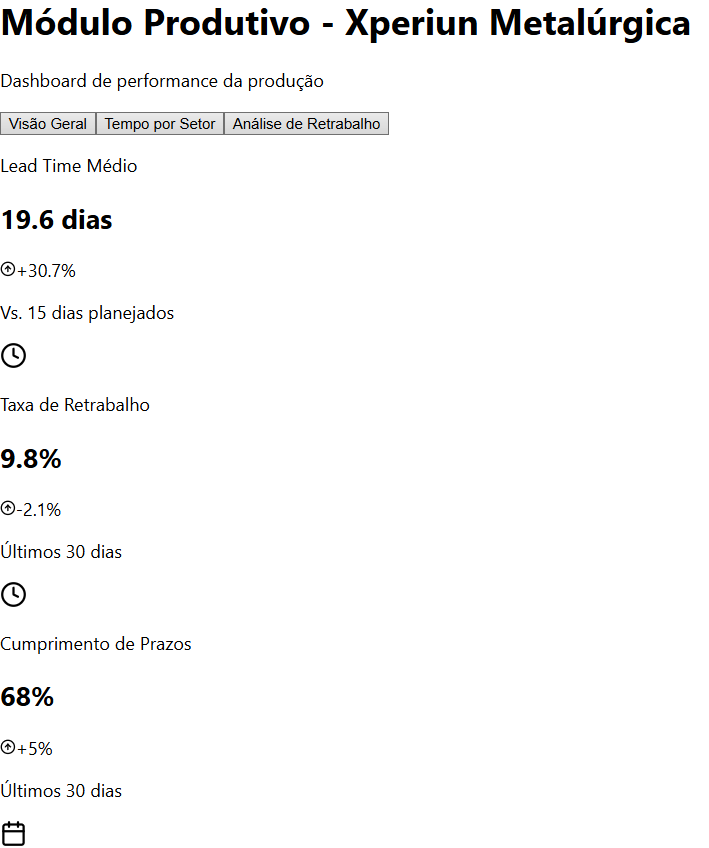 Módulo Produtivo - Xperiun Metalúrgica
Dashboard de performance da produção
Visão Geral Tempo por Setor Análise de Retrabalho
Lead Time Médio
19.6 dias
+30.7%
Vs. 15 dias planejados
Taxa de Retrabalho
9.8%
-2.1%
Últimos 30 dias
Cumprimento de Prazos
68%
+5%
Últimos 30 dias